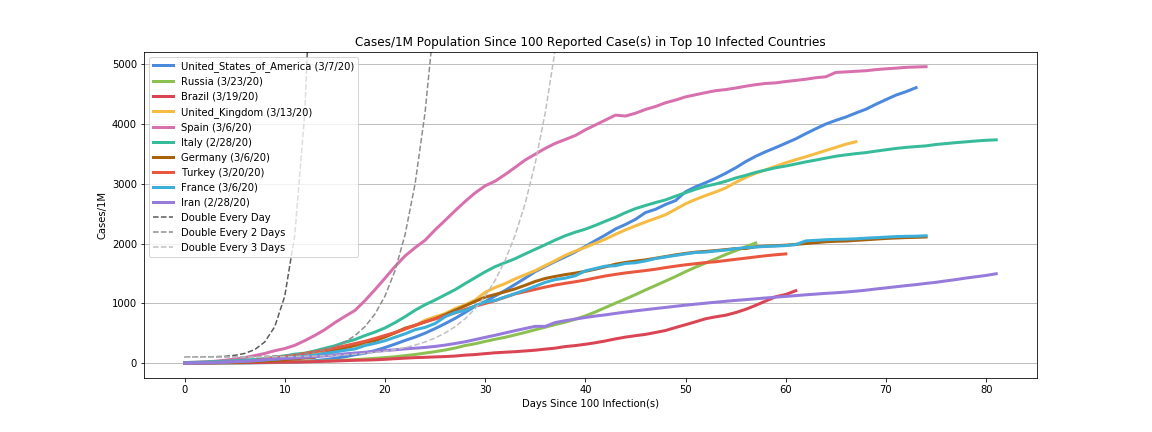 Cases/1M Population Since 100 Reported Case(s) in Top 10 Infected Countries
5000
4000
3000
2000
1000
0
Cases/1M
United_States_of_America (3/7/20)
Russia (3/23/20)
Brazil (3/19/20)
United_Kingdom (3/13/20)
Spain (3/6/20)
Italy (2/28/20)
Germany (3/6/20)
Turkey (3/20/20)
France (3/6/20)
Iran (2/28/20)
Double Every Day
Double Every 2 Days
Double Every 3 Days
0 10 20 30 40 50 60 70 80
Days Since 100 Infection(s)